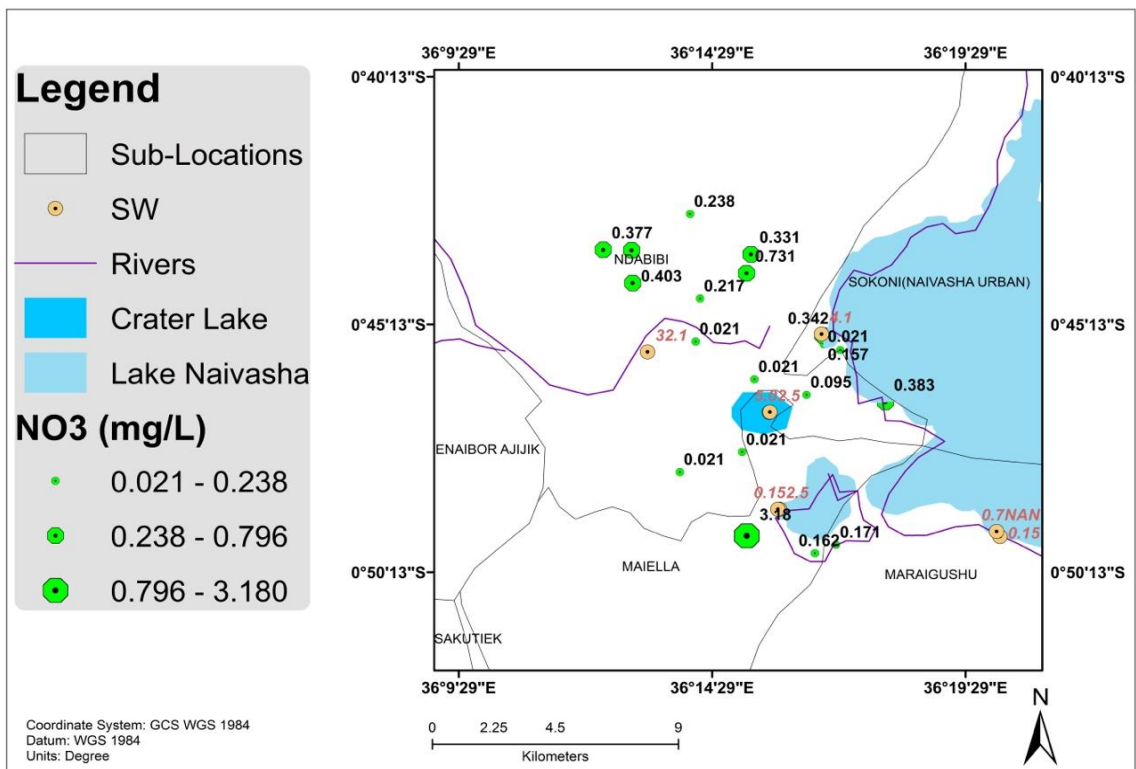 Legend
Sub-Locations
SW
Rivers
Crater Lake
Lake Naivasha
NO3 (mg/L)
0.021 - 0.238
0.238 - 0.796
0.796 - 3.180
Coordinate System: GCS WGS 1984
Datum: WGS 1984
Units: Degree
36°9'29"E 36°14'29"E 36°19'29"E
0°40'13"S 0°40'13"S
0.238
0.377 0.331
NDABIBI 0.731
0.403
SOKONI(NAIVASHA URBAN)
0.217
0°45'13"S 0.342 4.1 0°45'13"S
32.1 0.021 0.021
0.157
0.021
0.095 0.383
5.02.5
ENAIBOR AJIJIK 0.021
0.021
0.152.5
3.18 0.7NAN
0.162 0.171 0.15
MAIELLA MARAIGUSHU
0°50'13"S 0°50'13"S
SAKUTIEK
36°9'29"E 36°14'29"E 36°19'29"E
0 2.25 4.5 9
Kilometers
N